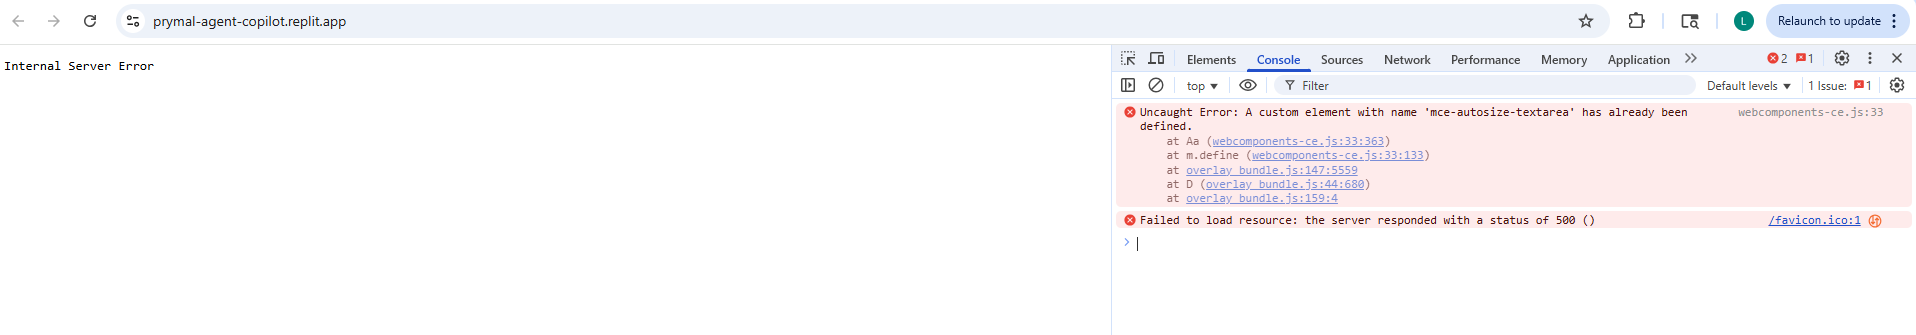 prymal-agent-copilot.replit.app
L
Relaunch to update
Internal Server Error
Elements Console Sources Network Performance Memory Application 2 1
top Filter Default levels 1 Issue: 1
Uncaught Error: A custom element with name 'mce-autosize-textarea' has already been webcomponents-ce.js:33
defined.
at Aa (webcomponents-ce.js:33:363)
at m.define (webcomponents-ce.js:33:133)
at overlay_bundle.js:147:5559
at D (overlay_bundle.js:44:680)
at overlay_bundle.js:159:4
Failed to load resource: the server responded with a status of 500 () /favicon.ico:1